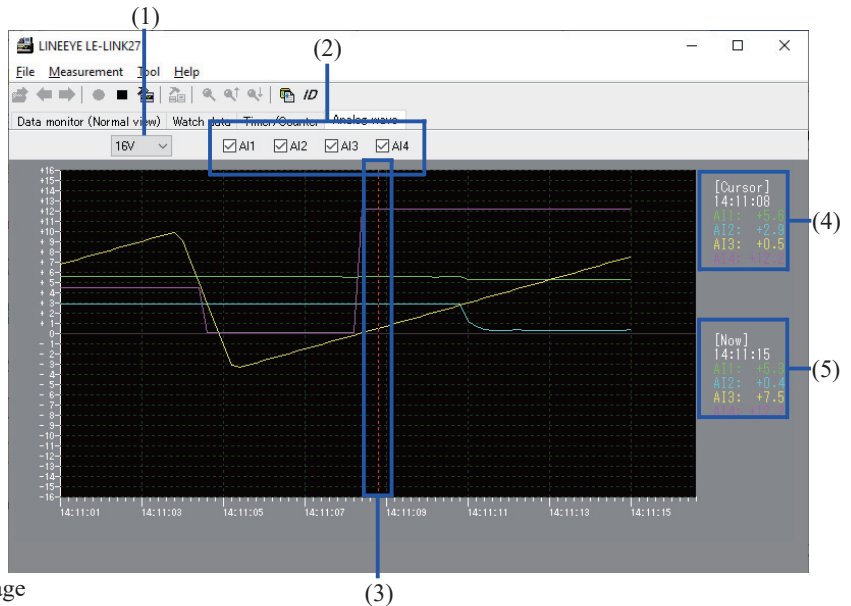 (1)
LINEEYE LE-LINK27
(2)
File Measurement Tool Help
ID
Data monitor (Normal view) Watch data Timer/Counter Analog wave
16V AI1 AI2 AI3 AI4
+16
+15
+14
+13
+12
+11
+10
+ 9
+ 8
+ 7
+ 6
+ 5
+ 4
+ 3
+ 2
+ 1
0
- 1
- 2
- 3
- 4
- 5
- 6
- 7
- 8
- 9
-10
-11
-12
-13
-14
-15
-16
14:11:01 14:11:03 14:11:05 14:11:07 14:11:09 14:11:11 14:11:13 14:11:15
[Cursor]
14:11:08
AI1: +5.6
AI2: +2.9
AI3: +0.5
AI4: +12.2
(4)
[Now]
14:11:15
AI1: +5.3
AI2: +0.4
AI3: +7.5
(5)
(3)
age